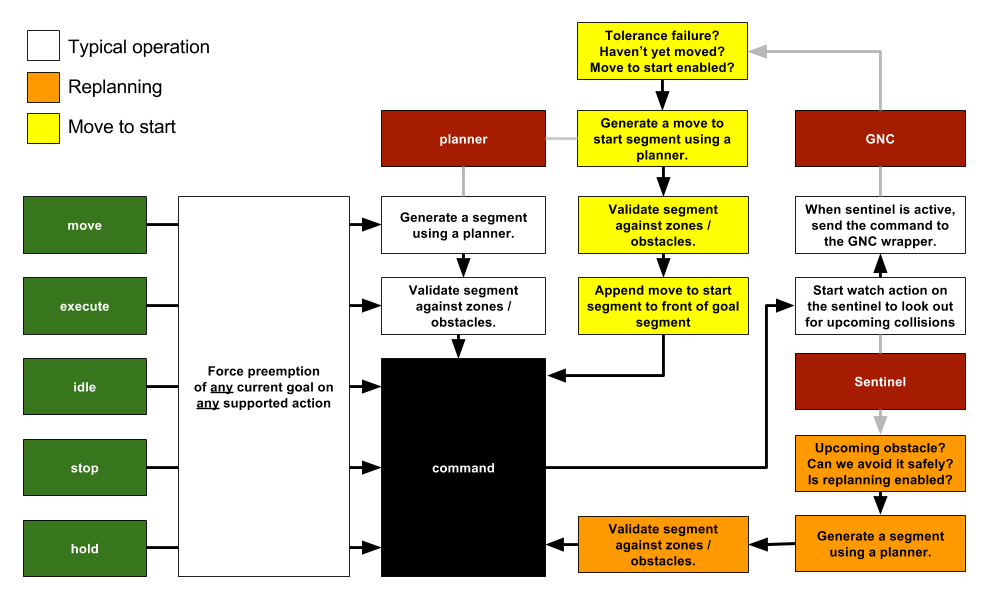 Typical operation
Replanning
Move to start
Tolerance failure?
Haven't yet moved?
Move to start enabled?
planner
Generate a move to
start segment using a
planner.
GNC
move
Generate a segment
using a planner.
Validate segment
against zones /
obstacles.
When sentinel is active,
send the command to
the GNC wrapper.
execute
Validate segment
against zones /
obstacles.
Append move to start
segment to front of goal
segment
Start watch action on
the sentinel to look out
for upcoming collisions
idle
Force preemption
of any current goal on
any supported action
Sentinel
stop
command
Upcoming obstacle?
Can we avoid it safely?
Is replanning enabled?
hold
Validate segment
against zones /
obstacles.
Generate a segment
using a planner.